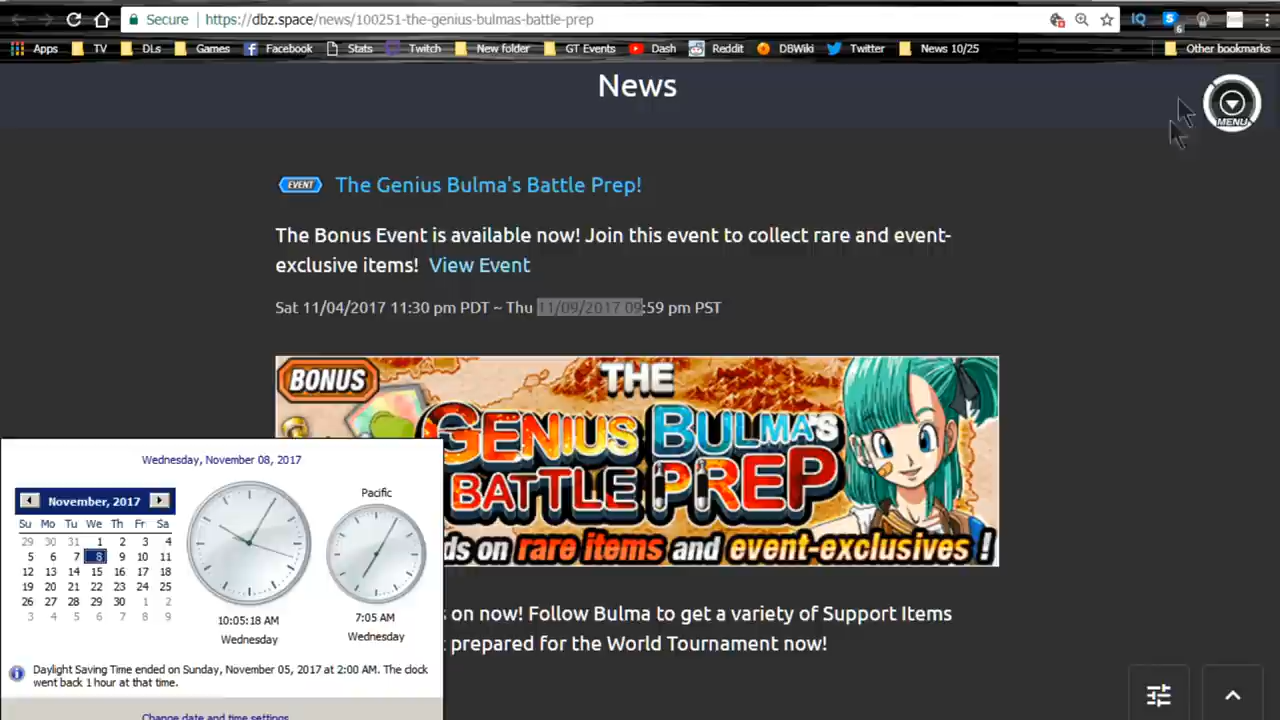 Secure https://dbz.space/news/100251-the-genius-bulmas-battle-prep
IQ
6
Apps TV DLs Games Facebook Stats Twitch New folder GT Events Dash Reddit DBWiki Twitter News 10/25 Other bookmarks
News
MENU
EVENT The Genius Bulma's Battle Prep!
The Bonus Event is available now! Join this event to collect rare and event-
exclusive items! View Event
Sat 11/04/2017 11:30 pm PDT ~ Thu 11/09/2017 09:59 pm PST
BONUS
THE
GENIUS BULMA'S
BATTLE PREP
ds on rare items and event-exclusives !
s on now! Follow Bulma to get a variety of Support Items
prepared for the World Tournament now!
Wednesday, November 08, 2017
November, 2017
Su Mo Tu We Th Fr Sa
29 30 31 1 2 3 4
5 6 7 8 9 10 11
12 13 14 15 16 17 18
19 20 21 22 23 24 25
26 27 28 29 30 1 2
3 4 5 6 7 8 9
10:05:18 AM
Wednesday
Pacific
7:05 AM
Wednesday
Daylight Saving Time ended on Sunday, November 05, 2017 at 2:00 AM. The clock
went back 1 hour at that time.
Change date and time settings